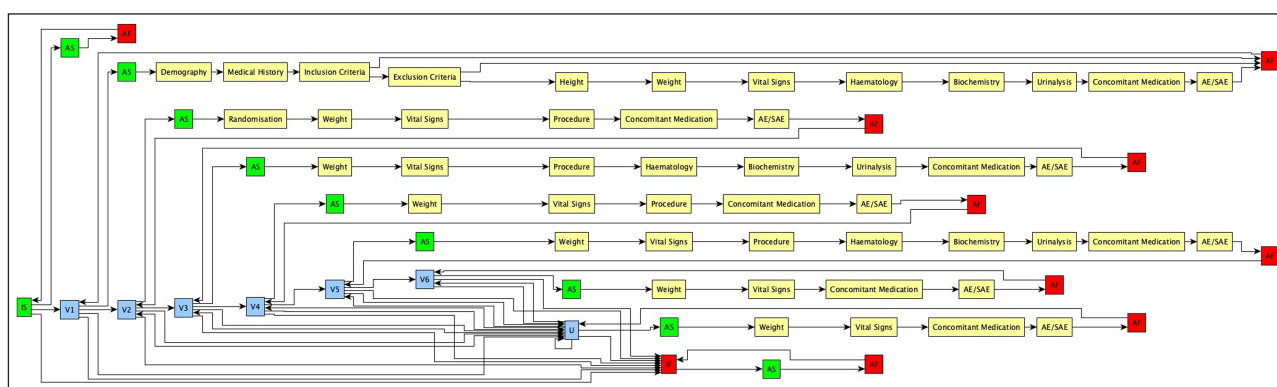 AF
AS
AS Demography Medical History Inclusion Criteria Exclusion Criteria Height Weight Vital Signs Haematology Biochemistry Urinalysis Concomitant Medication AE/SAE AF
AS Randomisation Weight Vital Signs Procedure Concomitant Medication AE/SAE AF
AS Weight Vital Signs Procedure Haematology Biochemistry Urinalysis Concomitant Medication AE/SAE AF
AS Weight Vital Signs Procedure Concomitant Medication AE/SAE AF
AS Weight Vital Signs Procedure Haematology Biochemistry Urinalysis Concomitant Medication AE/SAE AF
V5 V6 AS Weight Vital Signs Concomitant Medication AE/SAE AF
IS V1 V2 V3 V4
U AS Weight Vital Signs Concomitant Medication AE/SAE AF
AS AF